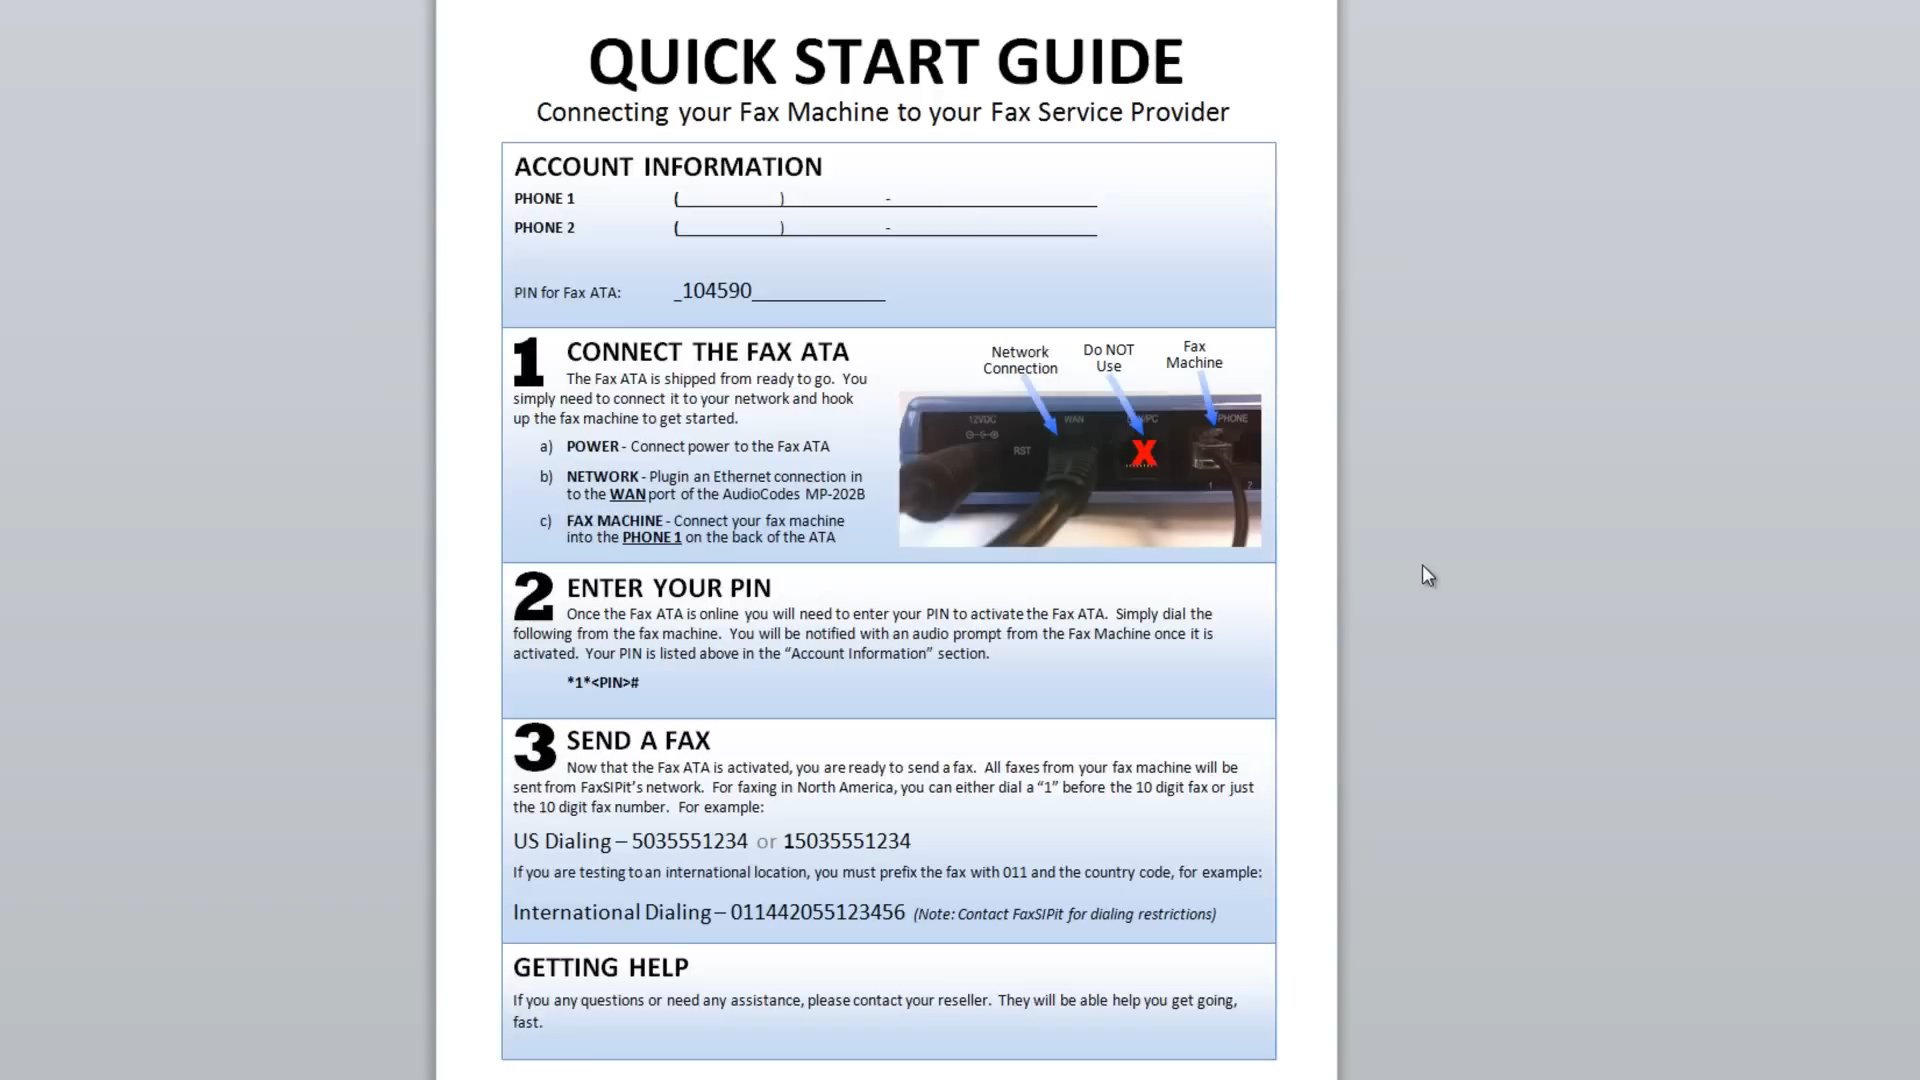 QUICK START GUIDE
Connecting your Fax Machine to your Fax Service Provider
ACCOUNT INFORMATION
PHONE 1 (__________)__________-____________________
PHONE 2 (__________)__________-____________________
PIN for Fax ATA: _104590____________
1 CONNECT THE FAX ATA
The Fax ATA is shipped from ready to go. You
simply need to connect it to your network and hook
up the fax machine to get started.
a) POWER - Connect power to the Fax ATA
b) NETWORK - Plugin an Ethernet connection in
to the WAN port of the AudioCodes MP-202B
c) FAX MACHINE - Connect your fax machine
into the PHONE 1 on the back of the ATA
Network
Connection
Do NOT
Use
Fax
Machine
12VDC
RST
WAN
/PC
X
PHONE
1 2
2 ENTER YOUR PIN
Once the Fax ATA is online you will need to enter your PIN to activate the Fax ATA. Simply dial the
following from the fax machine. You will be notified with an audio prompt from the Fax Machine once it is
activated. Your PIN is listed above in the “Account Information” section.
*1*<PIN>#
3 SEND A FAX
Now that the Fax ATA is activated, you are ready to send a fax. All faxes from your fax machine will be
sent from FaxSIPit’s network. For faxing in North America, you can either dial a “1” before the 10 digit fax or just
the 10 digit fax number. For example:
US Dialing – 5035551234 or 15035551234
If you are testing to an international location, you must prefix the fax with 011 and the country code, for example:
International Dialing – 011442055123456 (Note: Contact FaxSIPit for dialing restrictions)
GETTING HELP
If you any questions or need any assistance, please contact your reseller. They will be able help you get going,
fast.